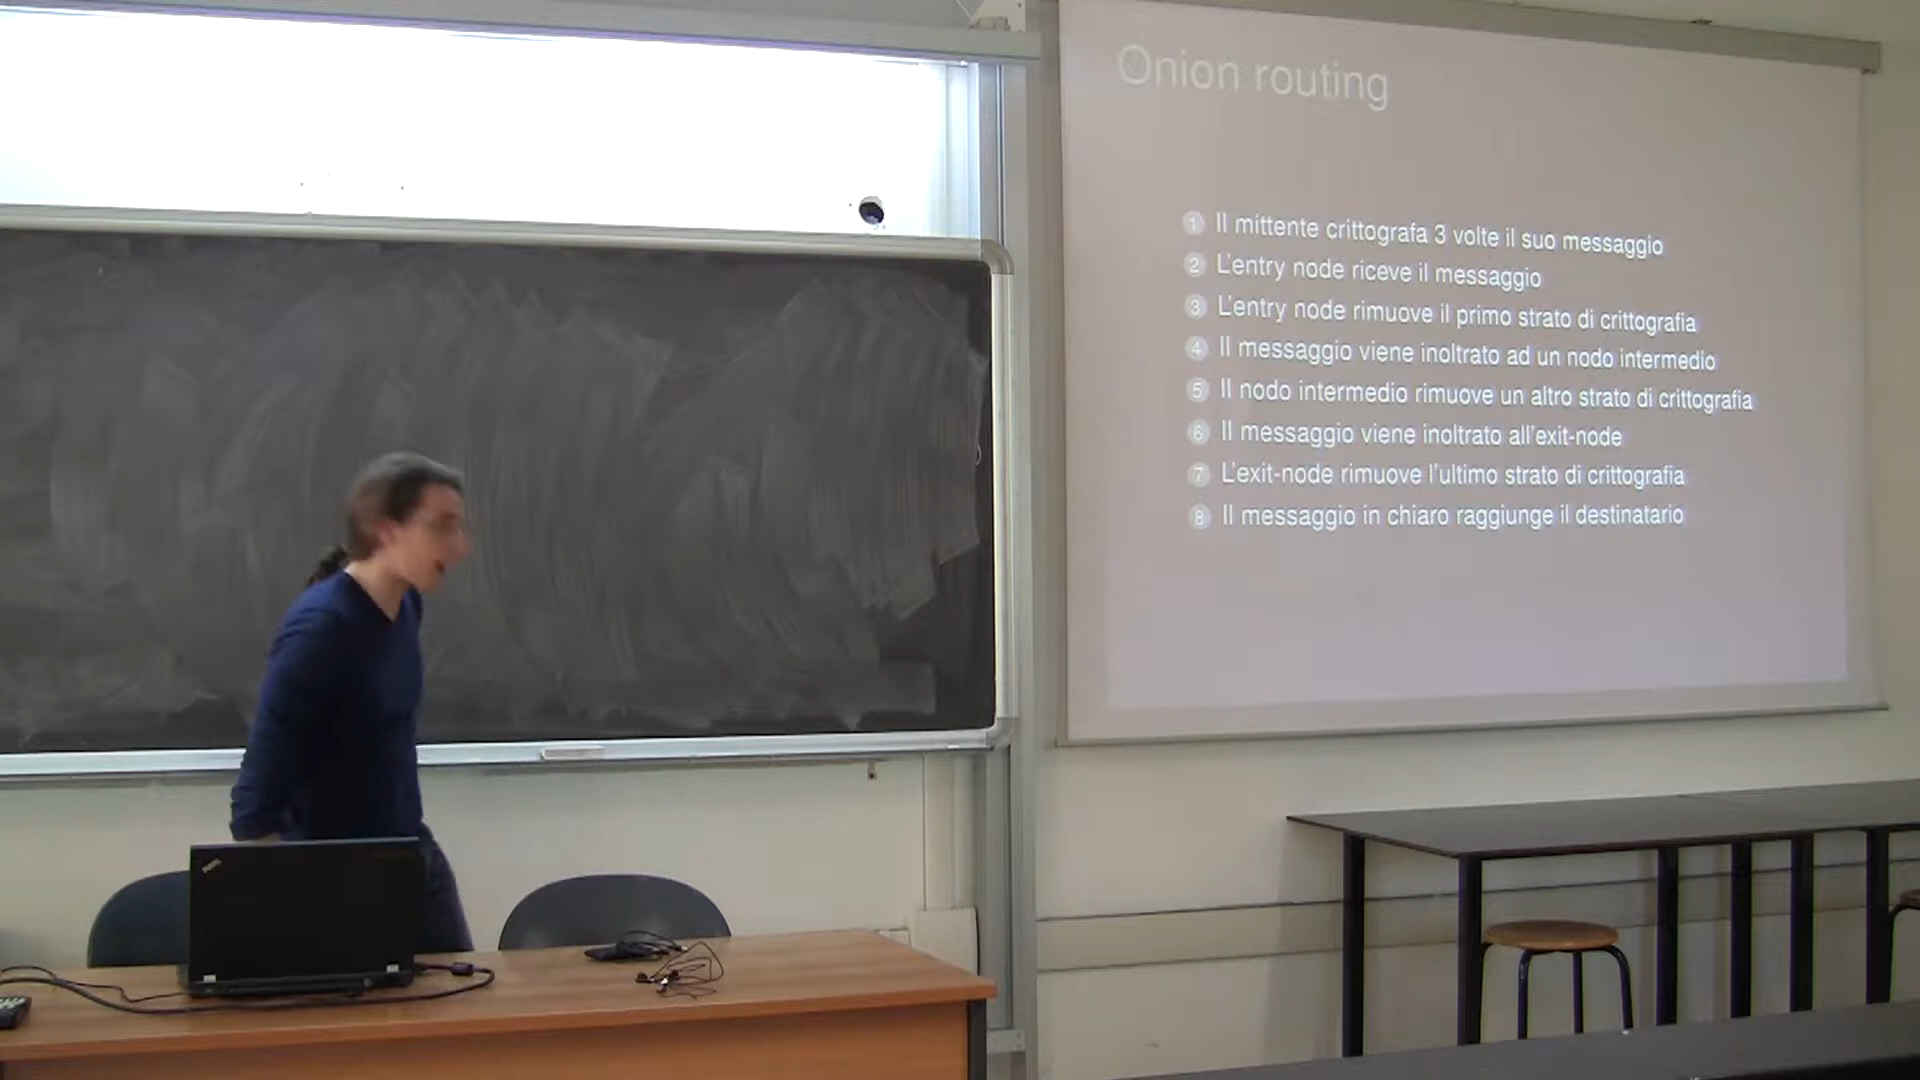 Onion routing
1 Il mittente crittografa 3 volte il suo messaggio
2 L'entry node riceve il messaggio
3 L'entry node rimuove il primo strato di crittografia
4 Il messaggio viene inoltrato ad un nodo intermedio
5 Il nodo intermedio rimuove un altro strato di crittografia
6 Il messaggio viene inoltrato all'exit-node
7 L'exit-node rimuove l'ultimo strato di crittografia
8 Il messaggio in chiaro raggiunge il destinatario